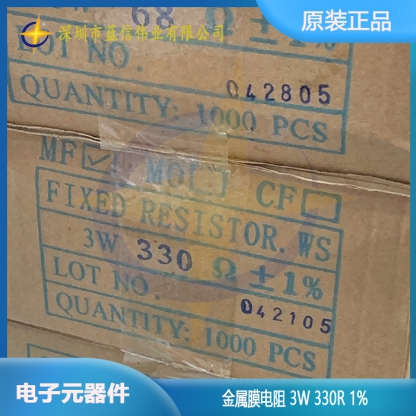 原装正品
深圳市蓝信伟业有限公司
68 Ω ± 1%
LOT NO.
042805
QUANTITY: 1000 PCS
MF MO CF
FIXED RESISTOR. WS
3W 330 Ω ± 1%
LOT NO.
042105
QUANTITY: 1000 PCS
电子元器件
金属膜电阻 3W 330R 1%